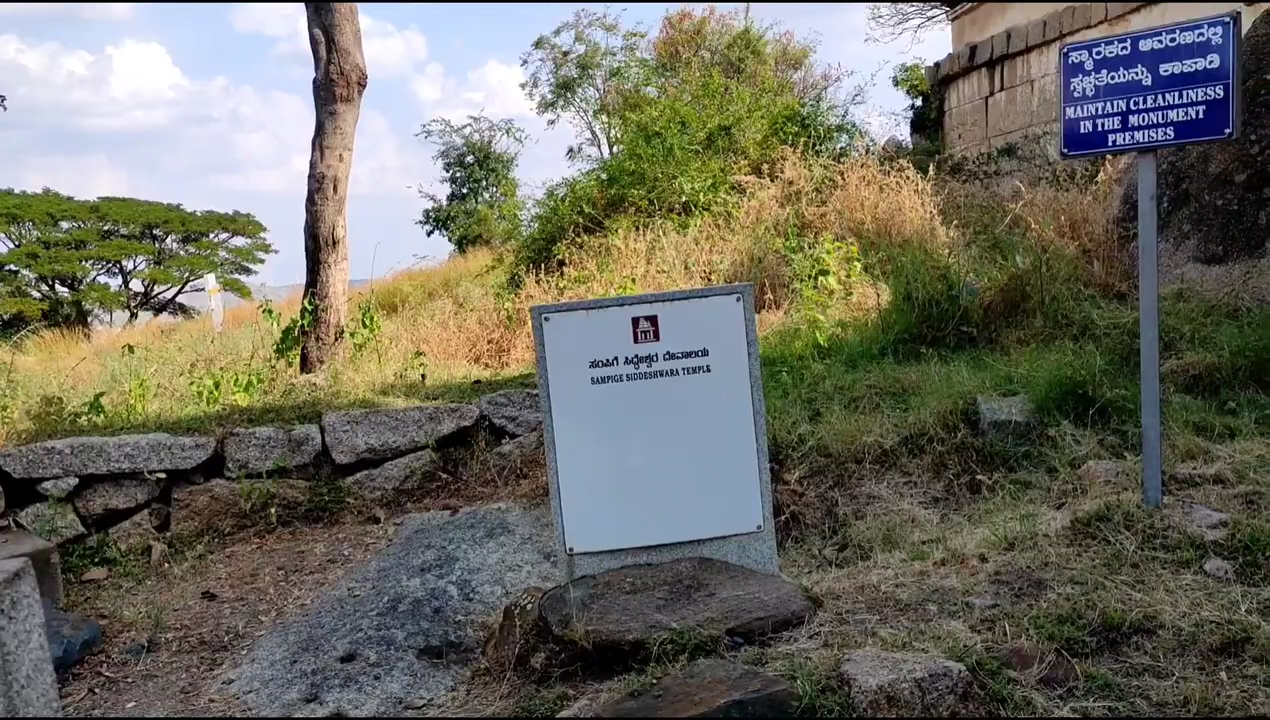 ಸಂಪಿಗೆ ಸಿದ್ಧೇಶ್ವರ ದೇವಾಲಯ
SAMPIGE SIDDESHWARA TEMPLE
ಸ್ಮಾರಕದ ಆವರಣದಲ್ಲಿ
ಸ್ವಚ್ಛತೆಯನ್ನು ಕಾಪಾಡಿ
MAINTAIN CLEANLINESS
IN THE MONUMENT
PREMISES